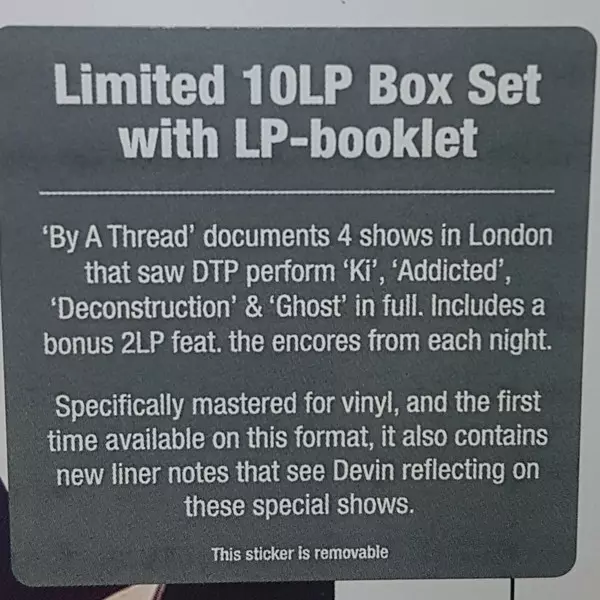 Limited 10LP Box Set
with LP-booklet
‘By A Thread’ documents 4 shows in London
that saw DTP perform ‘Ki’, ‘Addicted’,
‘Deconstruction’ & ‘Ghost’ in full. Includes a
bonus 2LP feat. the encores from each night.
Specifically mastered for vinyl, and the first
time available on this format, it also contains
new liner notes that see Devin reflecting on
these special shows.
This sticker is removable